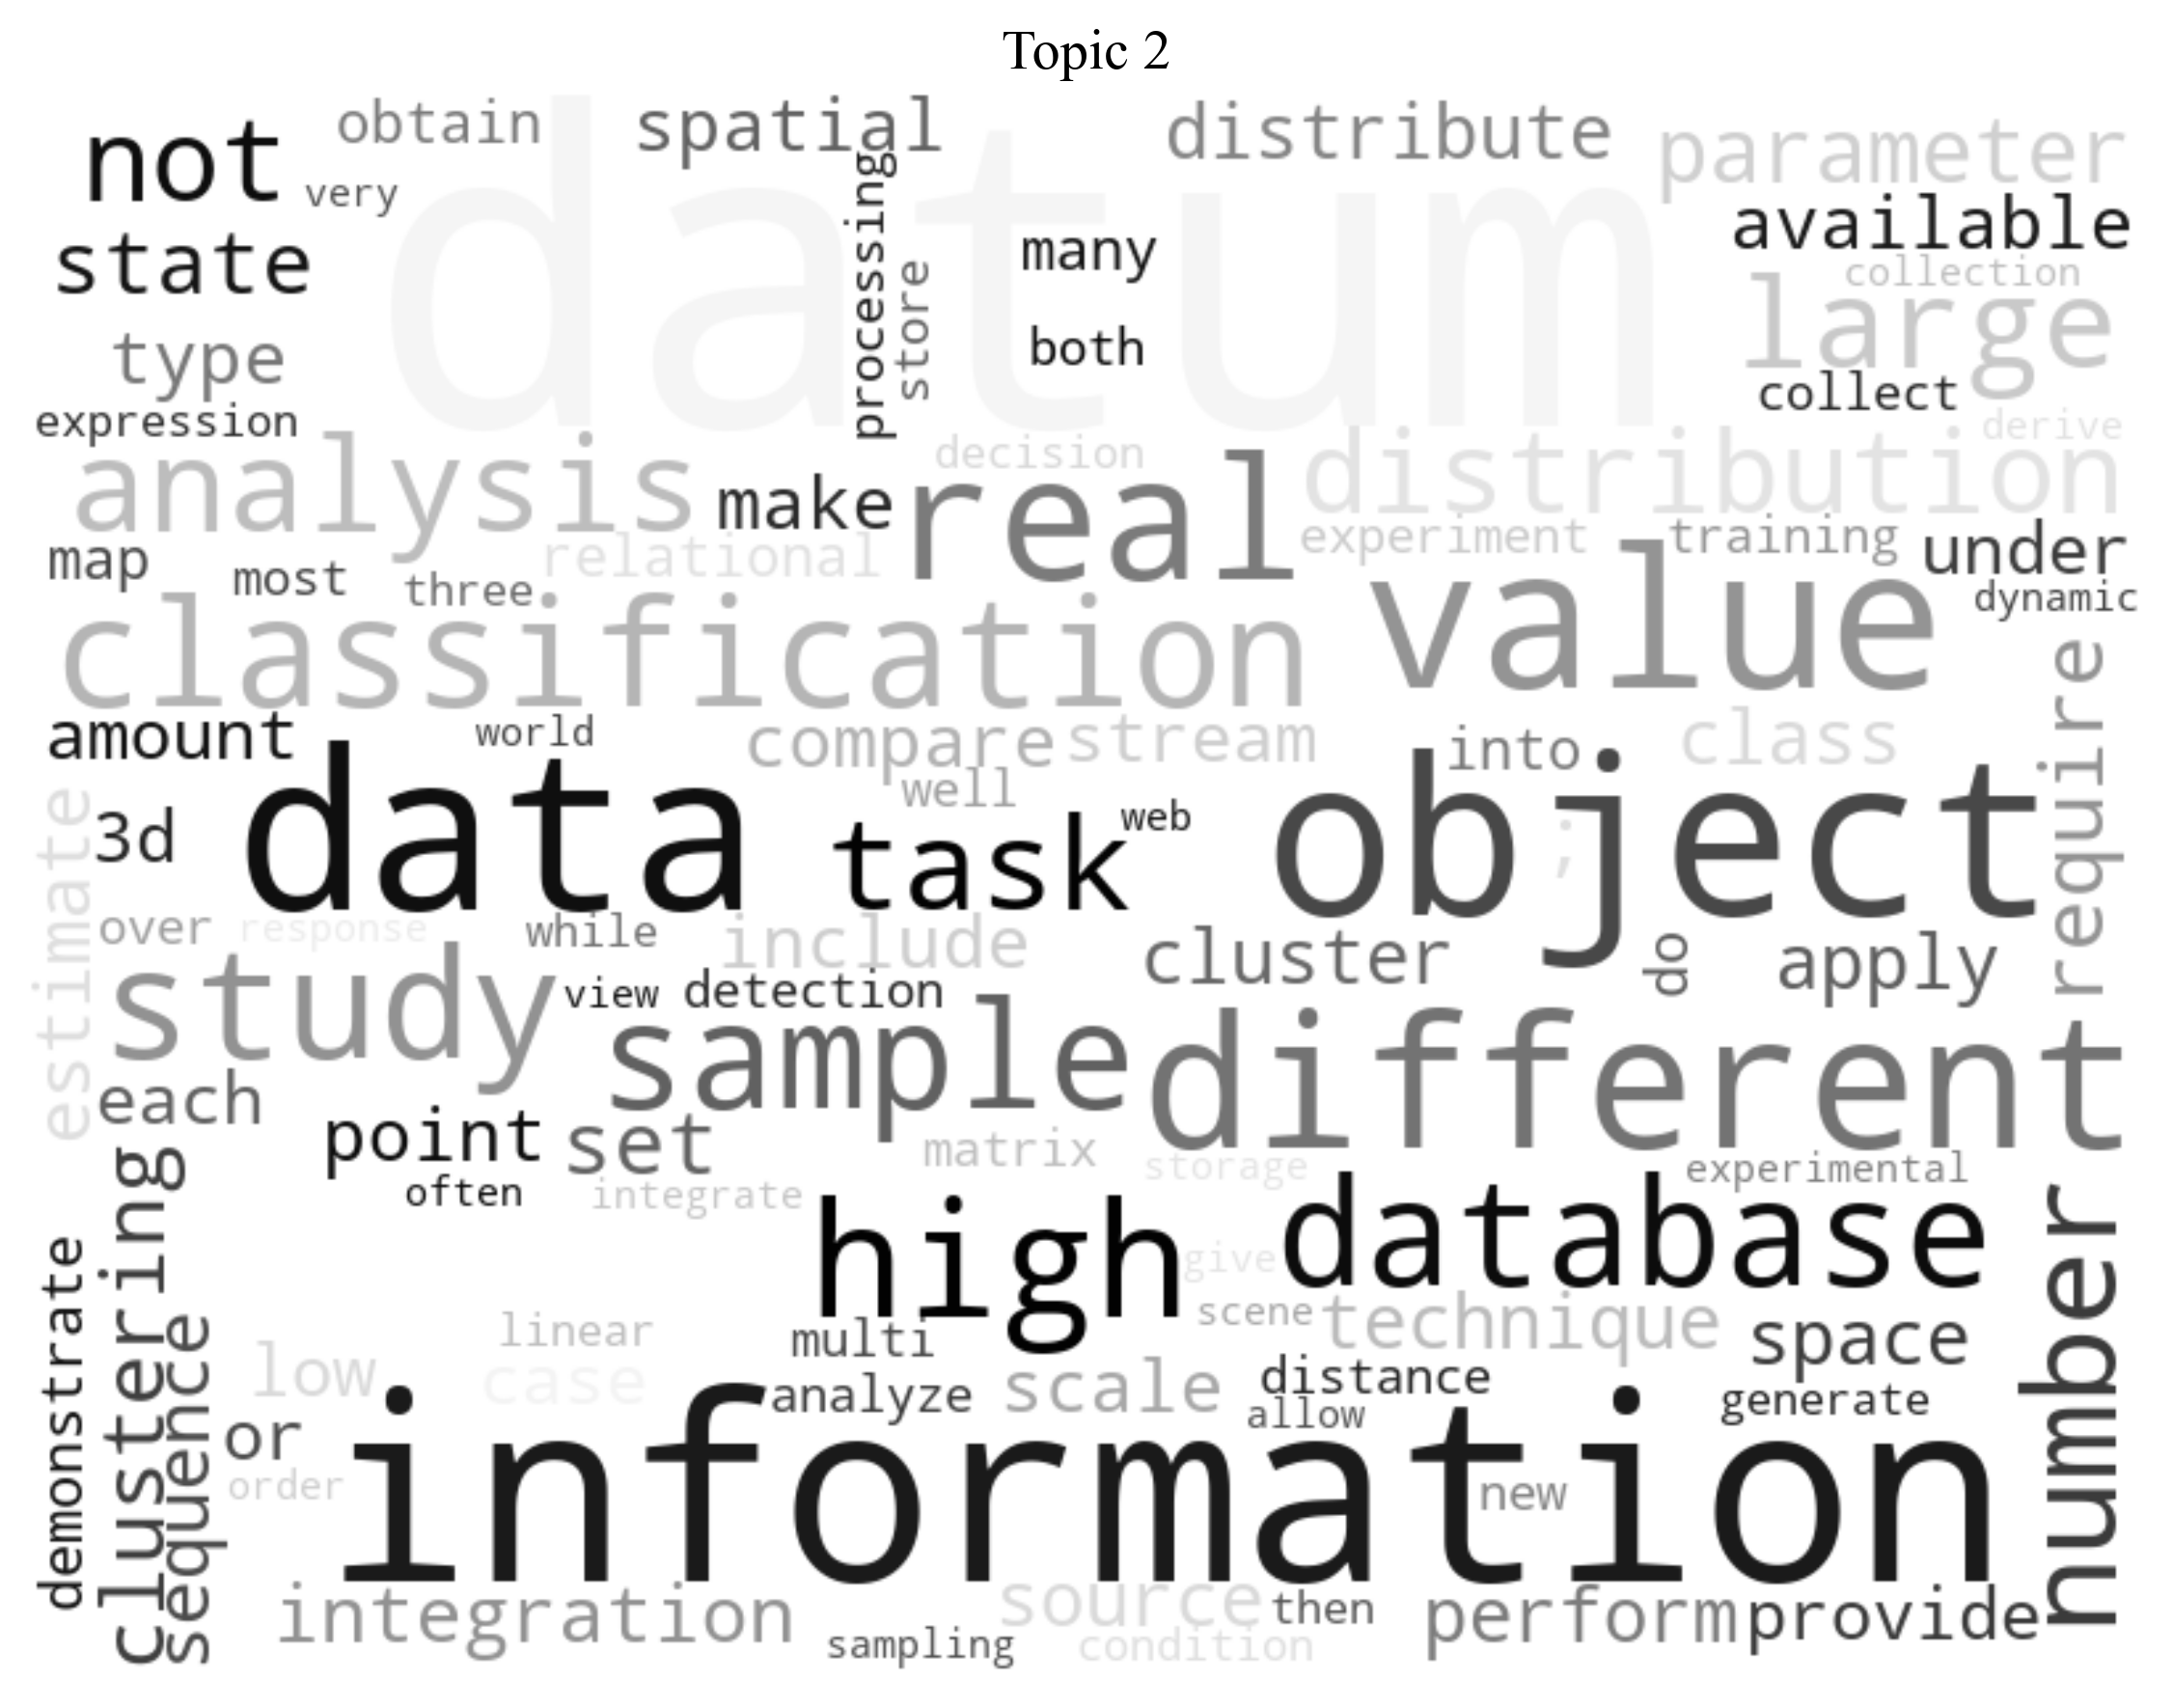 Topic 2
not
obtain
spatial
distribute
parameter
very
datum
processing
many
available
state
store
collection
large
type
both
collect
expression
derive
analysis
decision
distribution
make
real
map
most
three
relational
experiment
training
under
value
dynamic
classification
require
amount
world
compare
stream
into
class
well
3d
data
task
web
object
;
estimate
over
response
while
include
cluster
do
apply
study
view
detection
sample
different
each
point
set
matrix
storage
experimental
often
integrate
clustering
high
give
database
number
demonstrate
sequence
linear
multi
scene
technique
space
low
case
analyze
scale
distance
allow
generate
or
order
information
new
integration
source
then
perform
provide
sampling
condition